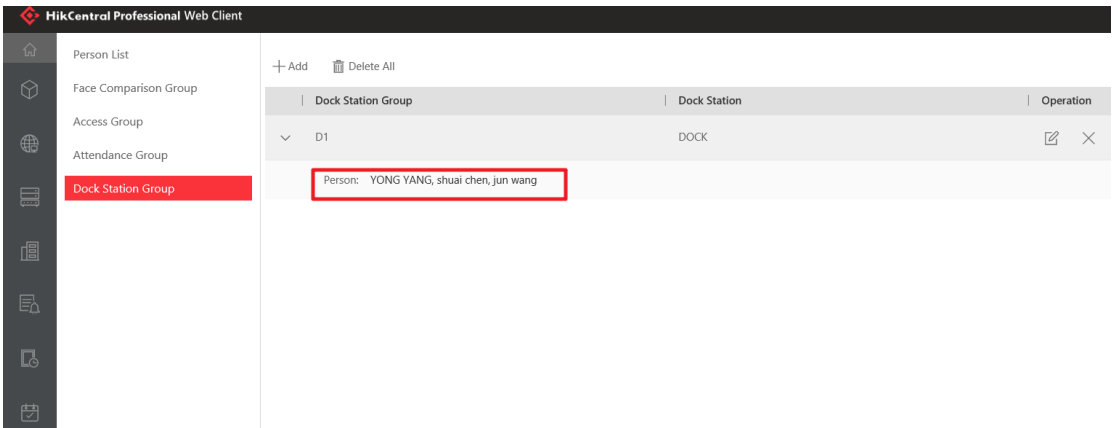 HikCentral Professional Web Client
Person List
Face Comparison Group
Access Group
Attendance Group
Dock Station Group
Add Delete All
Dock Station Group Dock Station Operation
D1 DOCK
Person: YONG YANG, shuai chen, jun wang